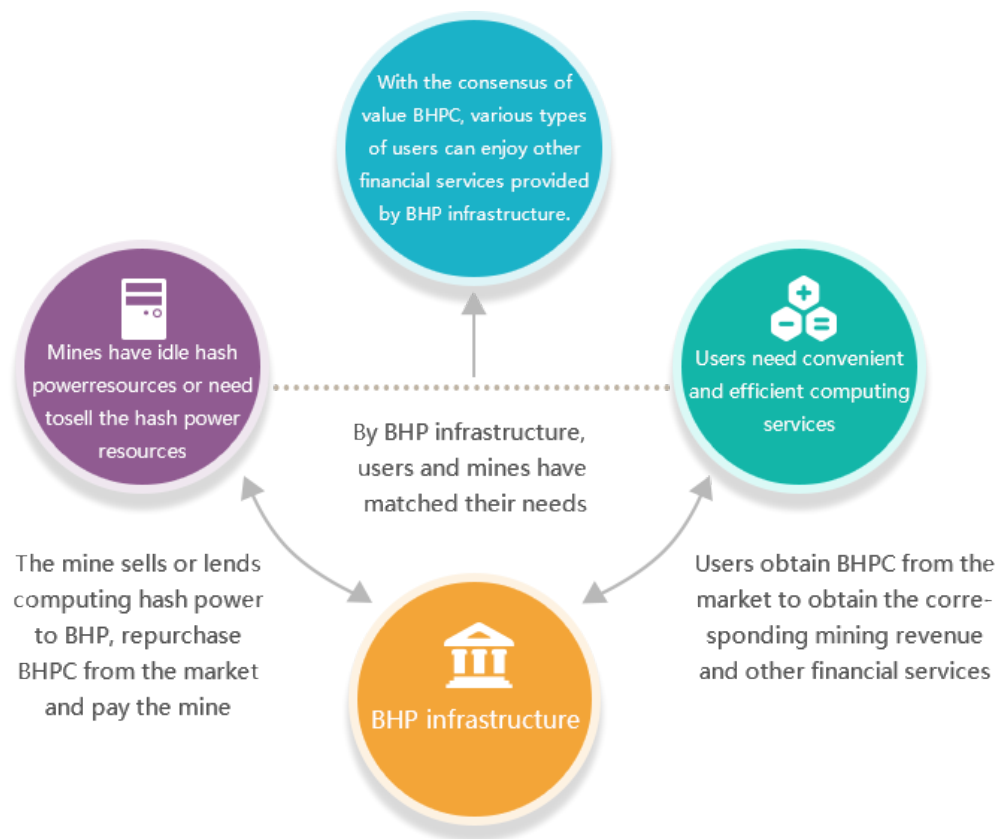 With the consensus of
value BHPC, various types
of users can enjoy other
financial services provided
by BHP infrastructure.
Mines have idle hash
powerresources or need
tosell the hash power
resources
Users need convenient
and efficient computing
services
By BHP infrastructure,
users and mines have
matched their needs
The mine sells or lends
computing hash power
to BHP, repurchase
BHPC from the market
and pay the mine
Users obtain BHPC from the
market to obtain the corre-
sponding mining revenue
and other financial services
BHP infrastructure